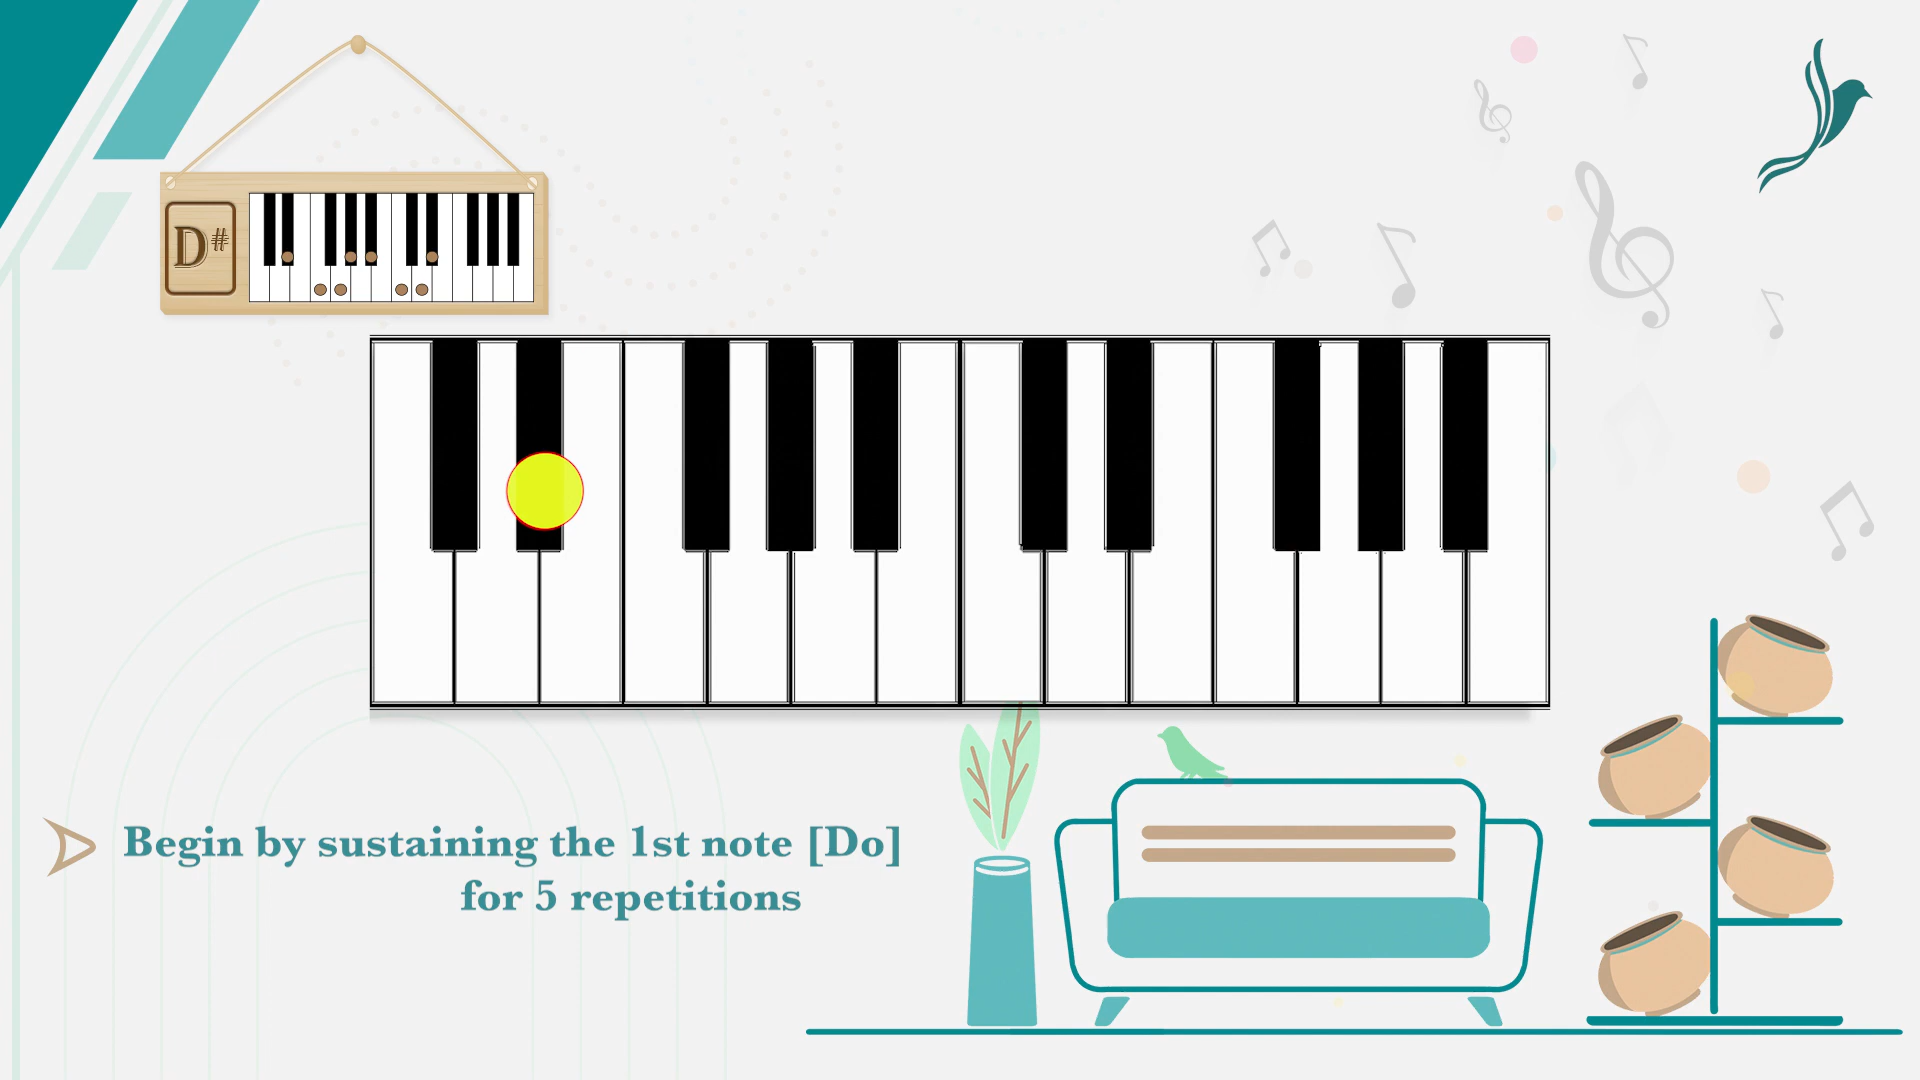 D#
Begin by sustaining the 1st note [Do]
for 5 repetitions